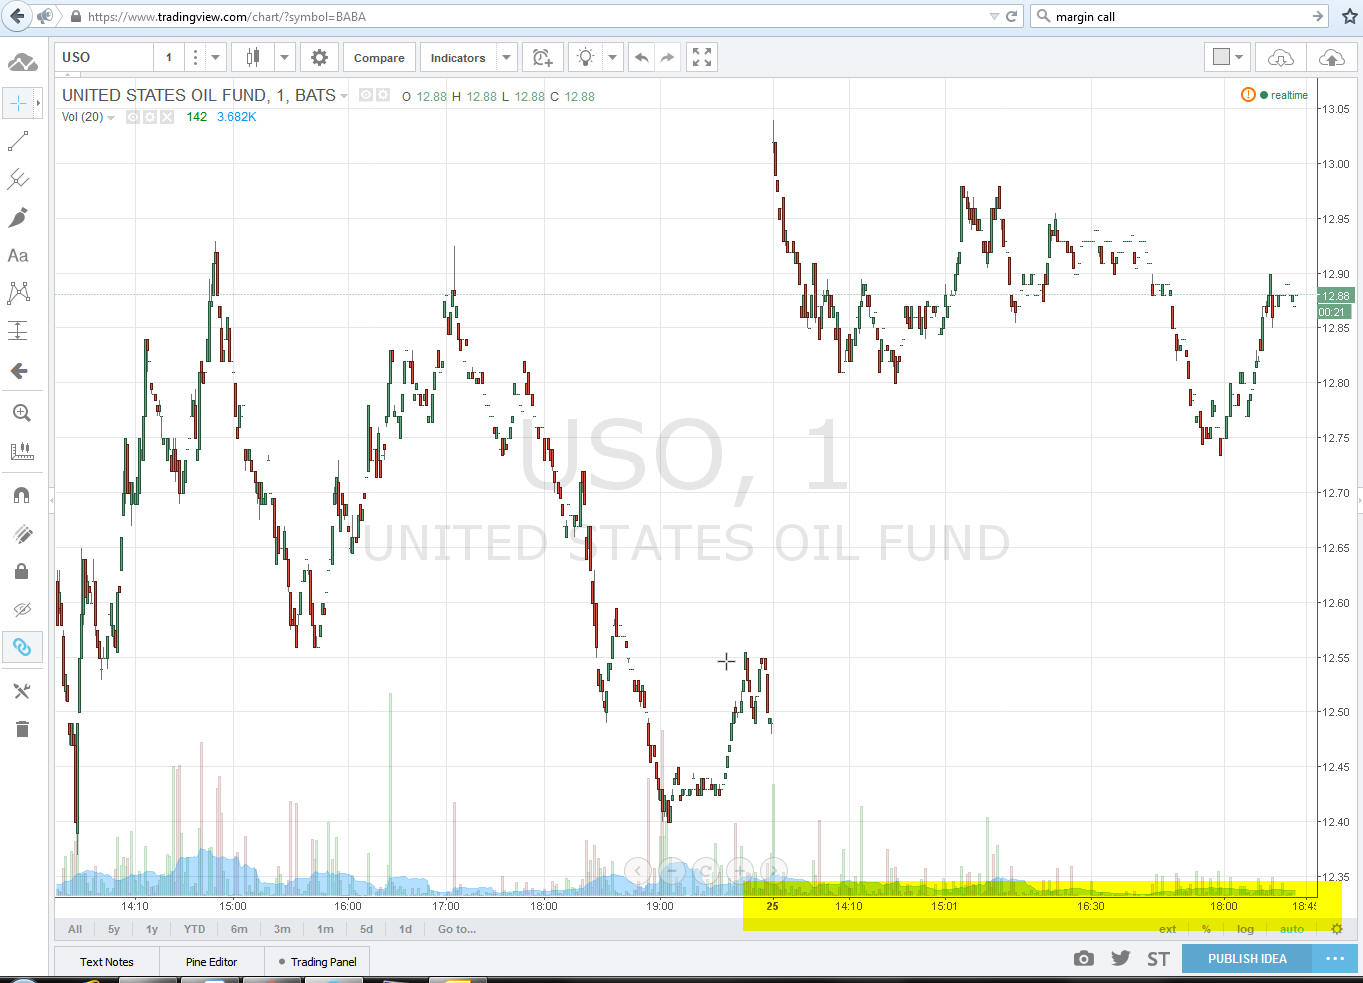 https://www.tradingview.com/chart/?symbol=BABA
margin call
USO 1 Compare Indicators
UNITED STATES OIL FUND, 1, BATS O 12.88 H 12.88 L 12.88 C 12.88
realtime
Vol (20) 142 3.682K
Aa
USO, 1
UNITED STATES OIL FUND
13.05
13.00
12.95
12.90
12.88
00:21
12.85
12.80
12.75
12.70
12.65
12.60
12.55
12.50
12.45
12.40
12.35
14:10 15:00 16:00 17:00 18:00 19:00 25 14:10 15:01 16:30 18:00 18:45
All 5y 1y YTD 6m 3m 1m 5d 1d Go to... ext % log auto
Text Notes Pine Editor Trading Panel ST PUBLISH IDEA ...